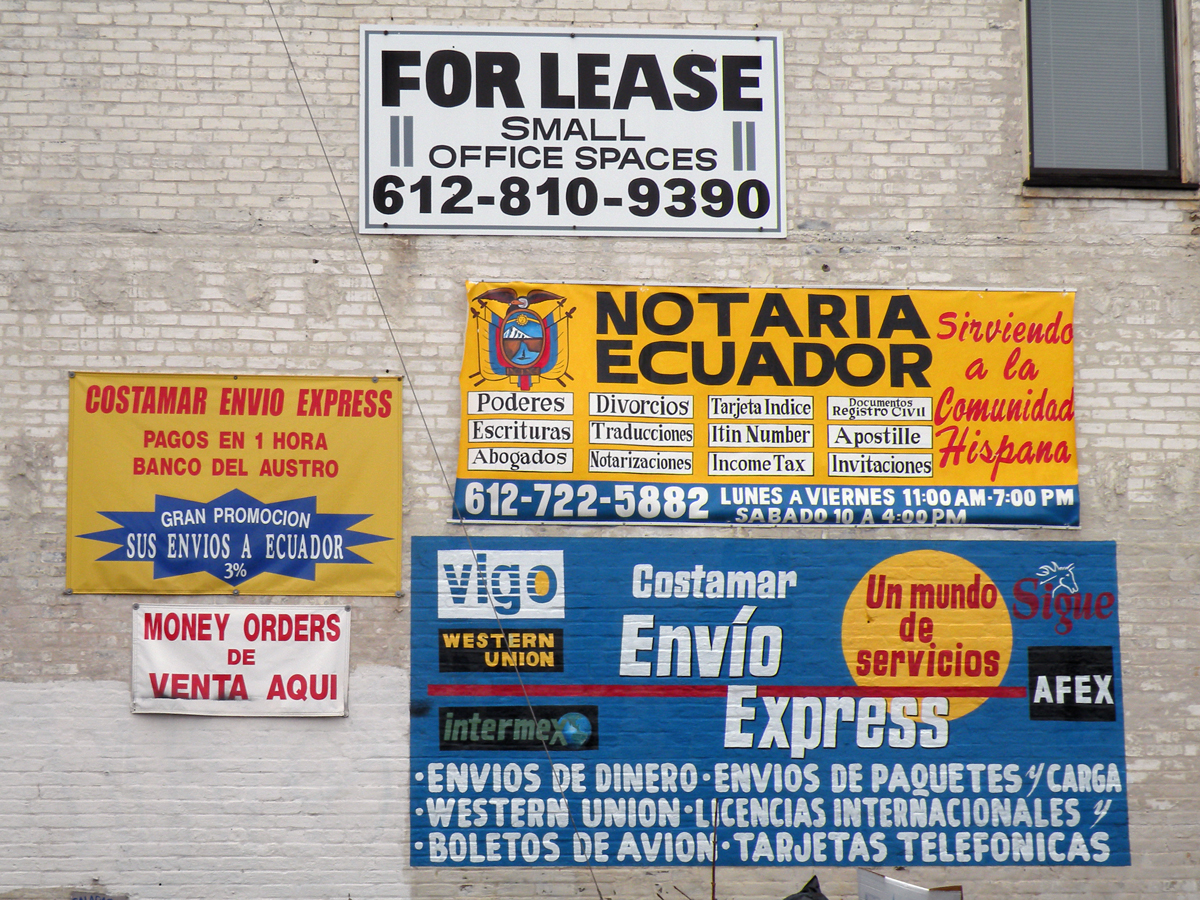 FOR LEASE
SMALL
OFFICE SPACES
612-810-9390
NOTARIA
ECUADOR
Sirviendo
a la
Comunidad
Hispana
Poderes
Divorcios
Tarjeta Indice
Documentos
Registro Civil
Escrituras
Traducciones
Itin Number
Apostille
Abogados
Notarizaciones
Income Tax
Invitaciones
612-722-5882
LUNES A VIERNES 11:00 AM-7:00 PM
SABADO 10 A 4:00 PM
COSTAMAR ENVIO EXPRESS
PAGOS EN 1 HORA
BANCO DEL AUSTRO
GRAN PROMOCION
SUS ENVIOS A ECUADOR
3%
MONEY ORDERS
DE
VENTA AQUI
vigo
WESTERN
UNION
intermex
Costamar
Envío
Express
Un mundo
de
servicios
Sigue
AFEX
•ENVIOS DE DINERO•ENVIOS DE PAQUETES y CARGA
•WESTERN UNION•LICENCIAS INTERNACIONALES y
•BOLETOS DE AVION•TARJETAS TELEFONICAS